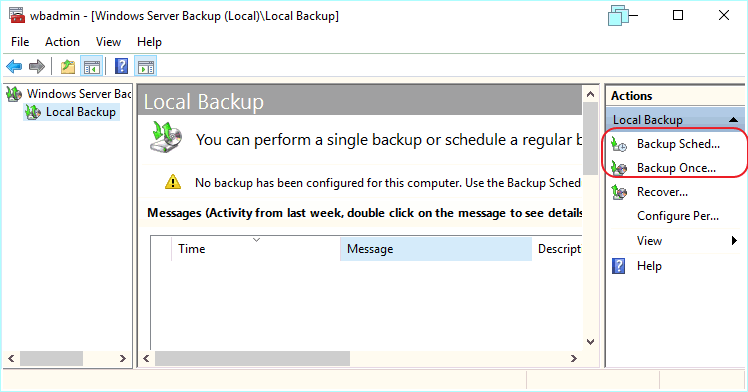 wbadmin - [Windows Server Backup (Local)\Local Backup]
File Action View Help
Windows Server Bac
Local Backup
Local Backup
You can perform a single backup or schedule a regular b
No backup has been configured for this computer. Use the Backup Sched
Messages (Activity from last week, double click on the message to see details
Time Message Descript
Actions
Local Backup
Backup Sched...
Backup Once...
Recover...
Configure Per...
View
Help